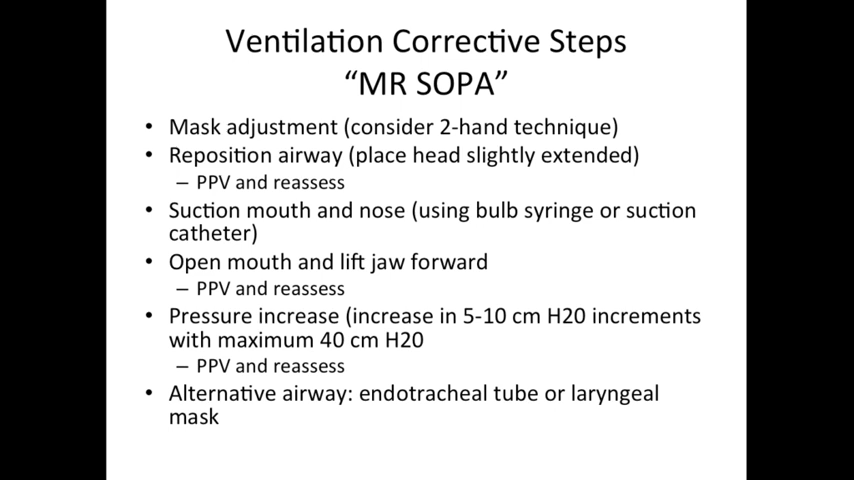 Ventilation Corrective Steps
“MR SOPA”
• Mask adjustment (consider 2-hand technique)
• Reposition airway (place head slightly extended)
– PPV and reassess
• Suction mouth and nose (using bulb syringe or suction
catheter)
• Open mouth and lift jaw forward
– PPV and reassess
• Pressure increase (increase in 5-10 cm H20 increments
with maximum 40 cm H20
– PPV and reassess
• Alternative airway: endotracheal tube or laryngeal
mask